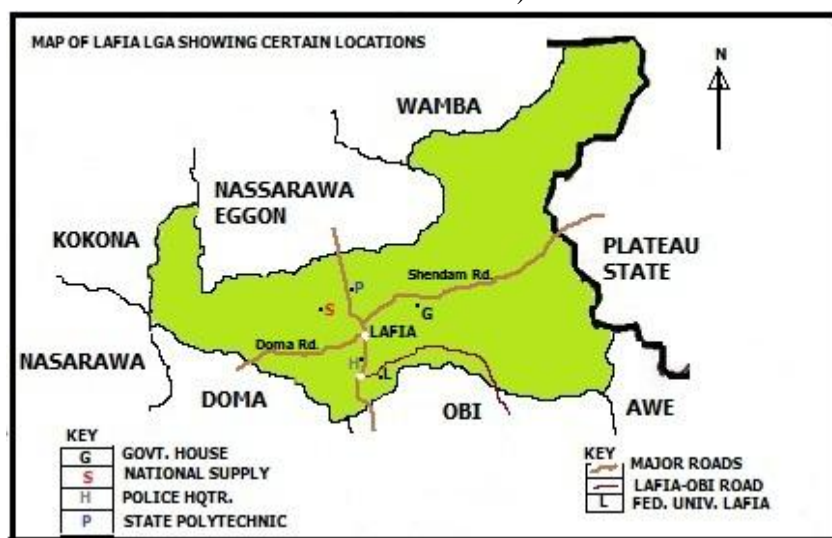 MAP OF LAFIA LGA SHOWING CERTAIN LOCATIONS
N
WAMBA
NASSARAWA
EGGON
KOKONA
PLATEAU
STATE
Shendam Rd.
P
S
G
LAFIA
Doma Rd.
H
L
NASARAWA
DOMA
OBI
AWE
KEY
G GOVT. HOUSE
S NATIONAL SUPPLY
H POLICE HQTR.
P STATE POLYTECHNIC
KEY
MAJOR ROADS
LAFIA-OBI ROAD
L FED. UNIV. LAFIA